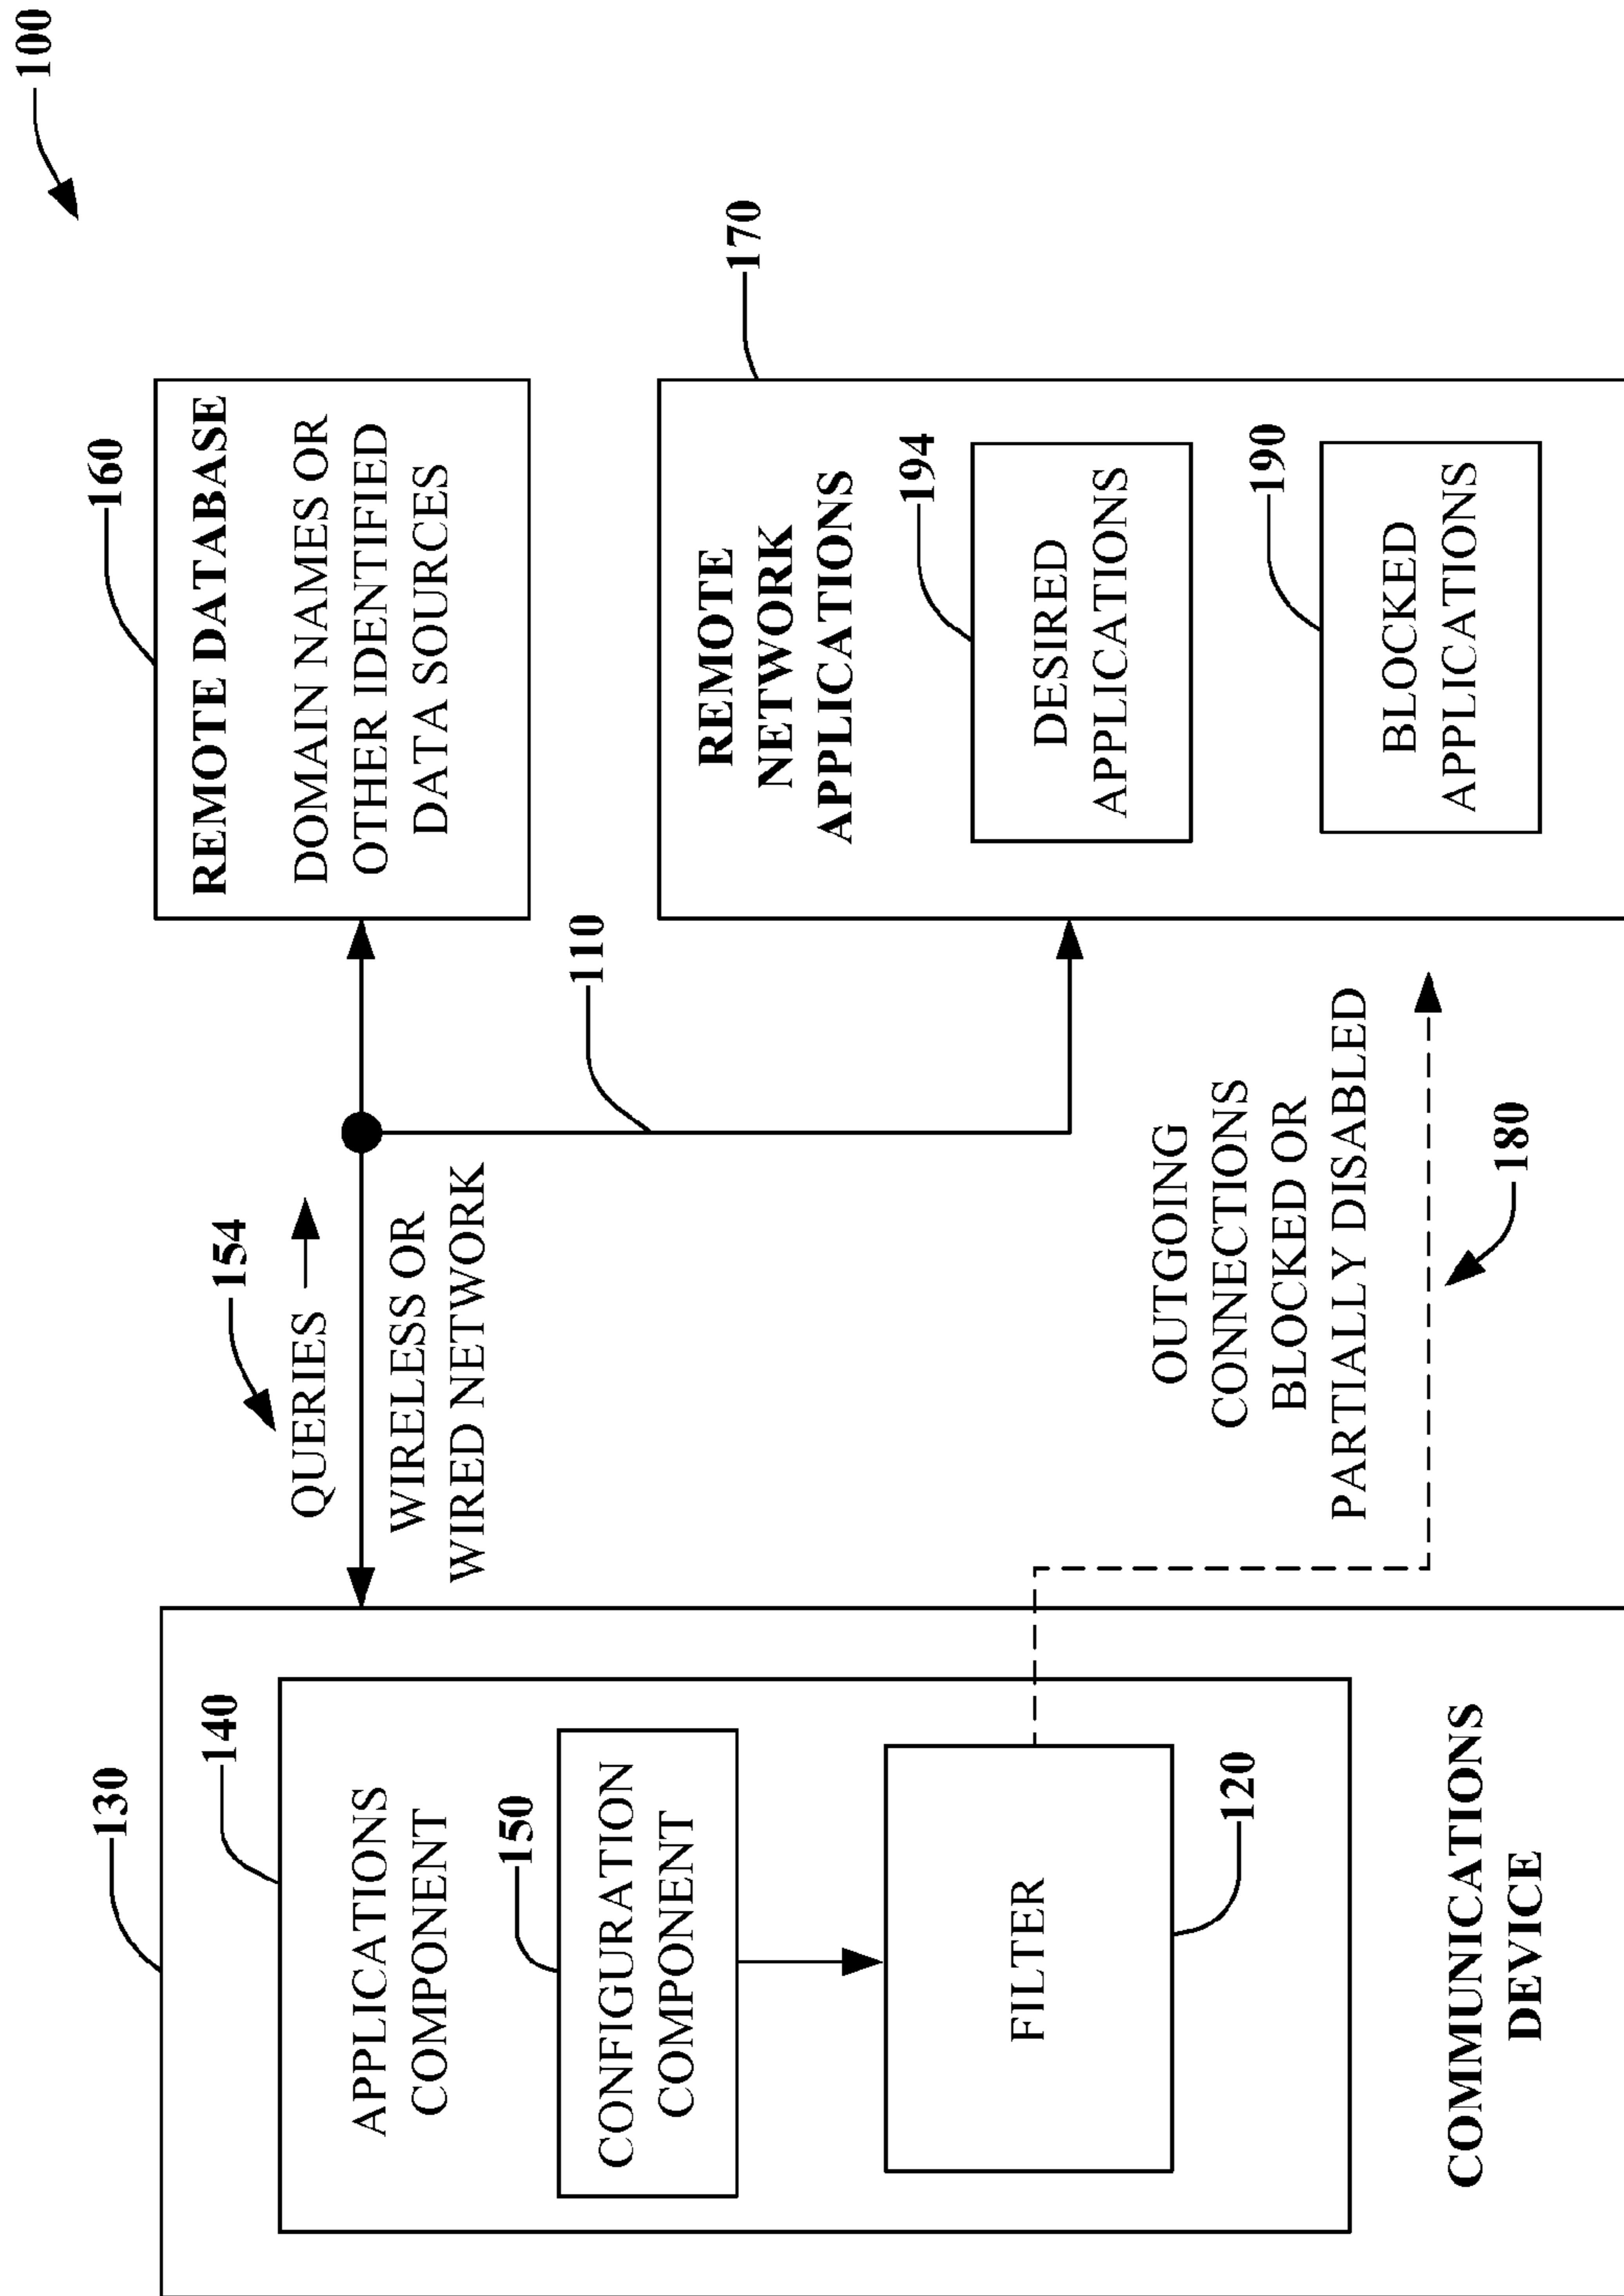 100
130
140
APPLICATIONS
COMPONENT
150
CONFIGURATION
COMPONENT
FILTER
120
COMMUNICATIONS
DEVICE
154
QUERIES
WIRELESS OR
WIRED NETWORK
110
OUTGOING
CONNECTIONS
BLOCKED OR
PARTIALLY DISABLED
180
160
REMOTE DATABASE
DOMAIN NAMES OR
OTHER IDENTIFIED
DATA SOURCES
170
REMOTE
NETWORK
APPLICATIONS
194
DESIRED
APPLICATIONS
190
BLOCKED
APPLICATIONS